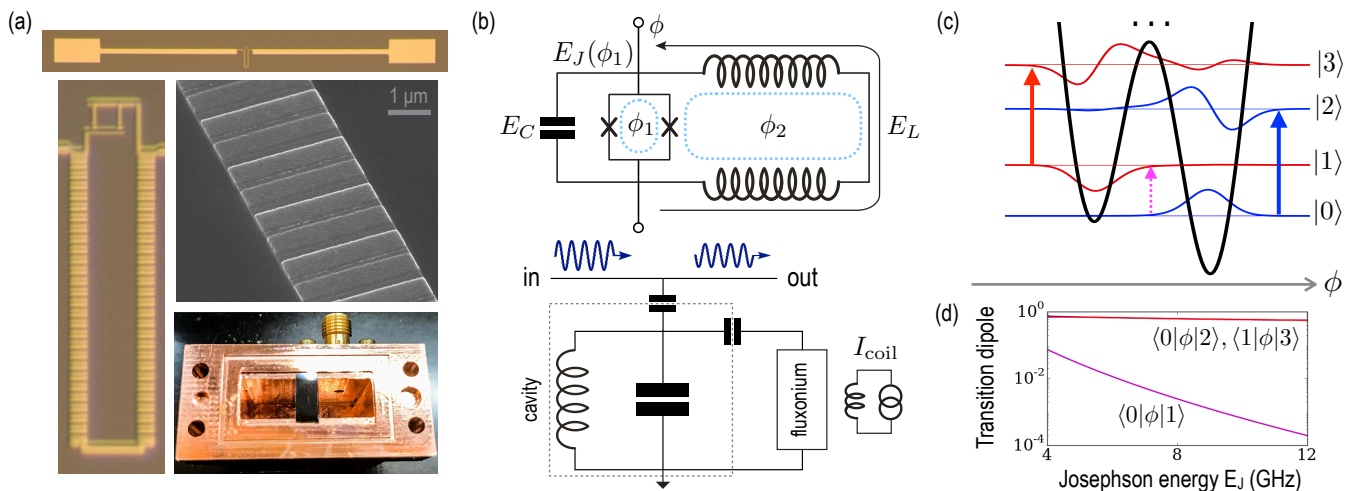 (a)
1 μm
(b)
ϕ
E_J(ϕ_1)
E_C
ϕ_1
ϕ_2
E_L
in
out
cavity
fluxonium
I_coil
(c)
...
|3⟩
|2⟩
|1⟩
|0⟩
ϕ
(d)
Transition dipole
10^0
10^-2
10^-4
⟨0|ϕ|2⟩, ⟨1|ϕ|3⟩
⟨0|ϕ|1⟩
4
8
12
Josephson energy E_J (GHz)